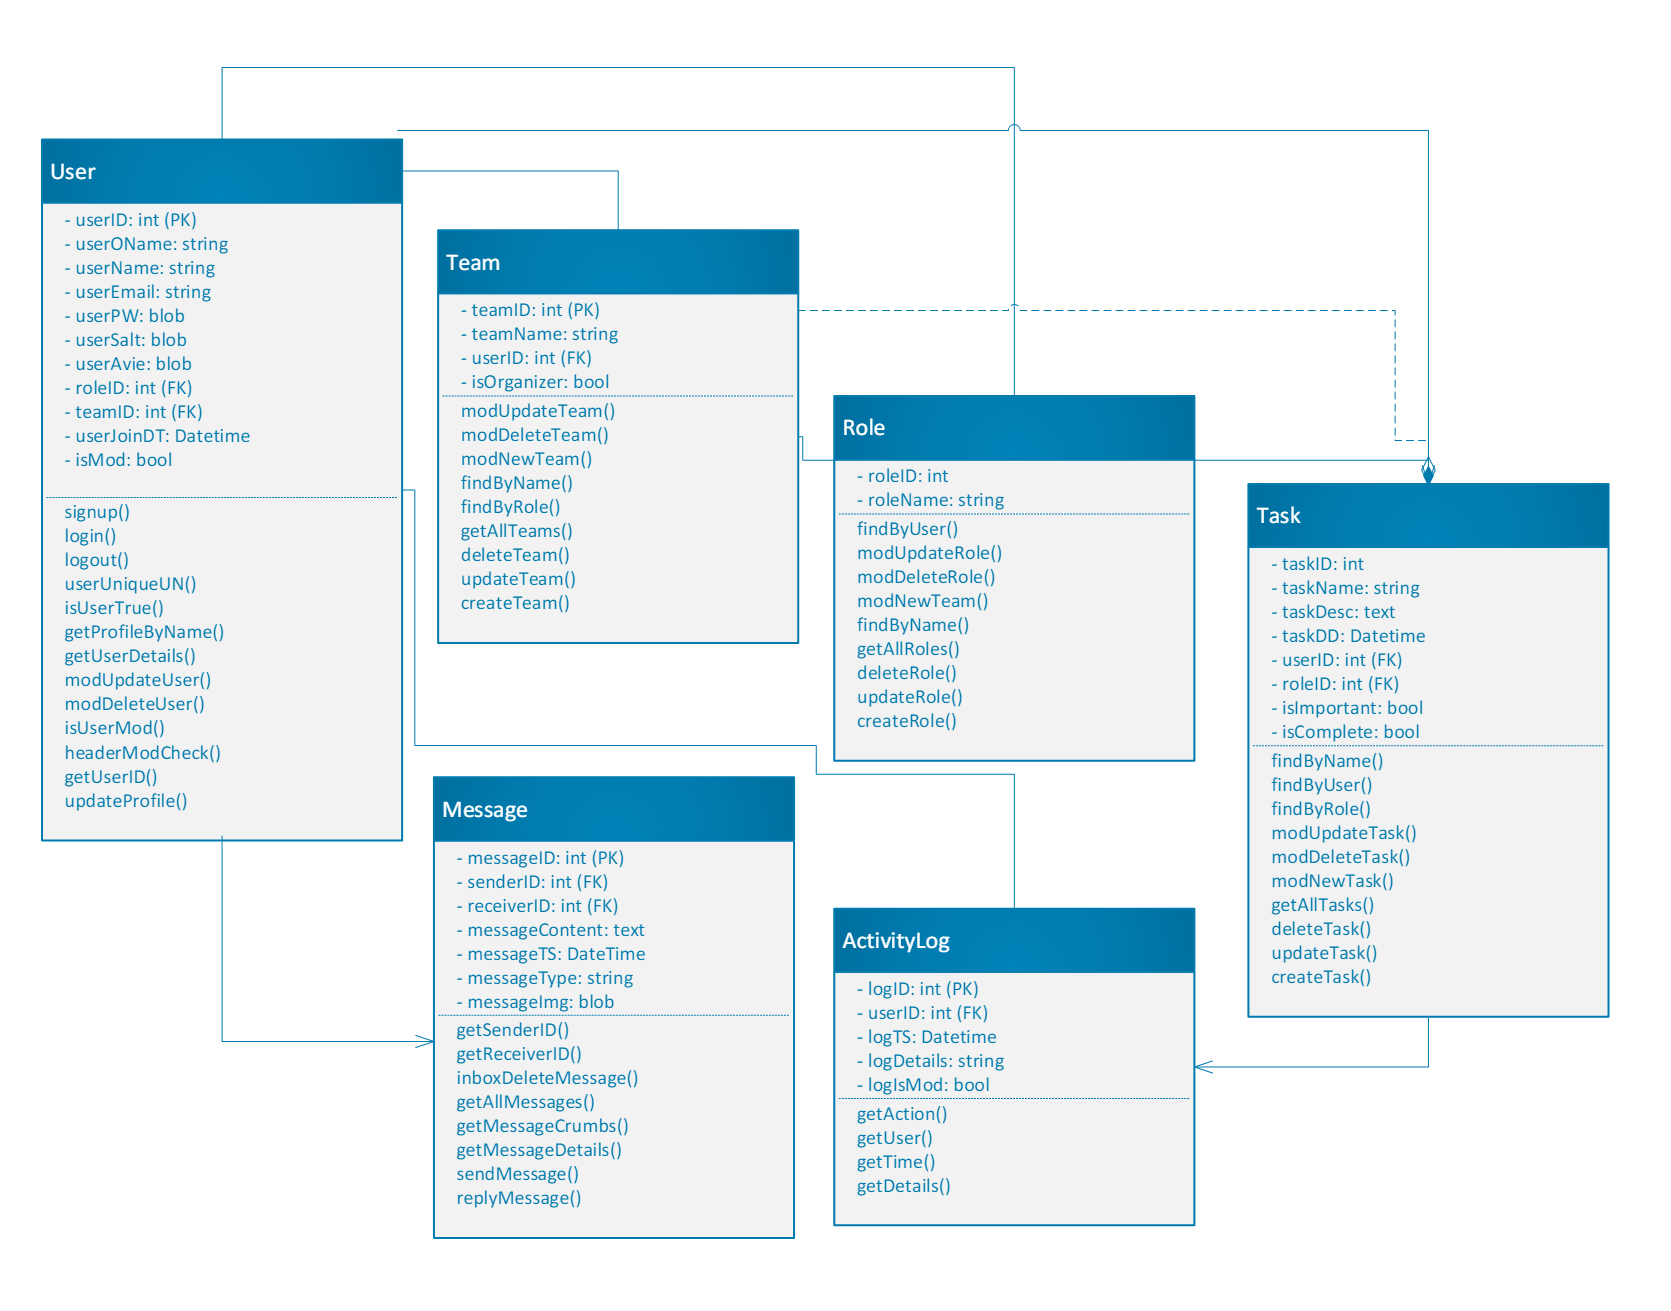 User
- userID: int (PK)
- userOName: string
- userName: string
- userEmail: string
- userPW: blob
- userSalt: blob
- userAvie: blob
- roleID: int (FK)
- teamID: int (FK)
- userJoinDT: Datetime
- isMod: bool
signup()
login()
logout()
userUniqueUN()
isUserTrue()
getProfileByName()
getUserDetails()
modUpdateUser()
modDeleteUser()
isUserMod()
headerModCheck()
getUserID()
updateProfile()
Team
- teamID: int (PK)
- teamName: string
- userID: int (FK)
- isOrganizer: bool
modUpdateTeam()
modDeleteTeam()
modNewTeam()
findByName()
findByRole()
getAllTeams()
deleteTeam()
updateTeam()
createTeam()
Role
- roleID: int
- roleName: string
findByUser()
modUpdateRole()
modDeleteRole()
modNewTeam()
findByName()
getAllRoles()
deleteRole()
updateRole()
createRole()
Task
- taskID: int
- taskName: string
- taskDesc: text
- taskDD: Datetime
- userID: int (FK)
- roleID: int (FK)
- isImportant: bool
- isComplete: bool
findByName()
findByUser()
findByRole()
modUpdateTask()
modDeleteTask()
modNewTask()
getAllTasks()
deleteTask()
updateTask()
createTask()
Message
- messageID: int (PK)
- senderID: int (FK)
- receiverID: int (FK)
- messageContent: text
- messageTS: DateTime
- messageType: string
- messageImg: blob
getSenderID()
getReceiverID()
inboxDeleteMessage()
getAllMessages()
getMessageCrumbs()
getMessageDetails()
sendMessage()
replyMessage()
ActivityLog
- logID: int (PK)
- userID: int (FK)
- logTS: Datetime
- logDetails: string
- logIsMod: bool
getAction()
getUser()
getTime()
getDetails()